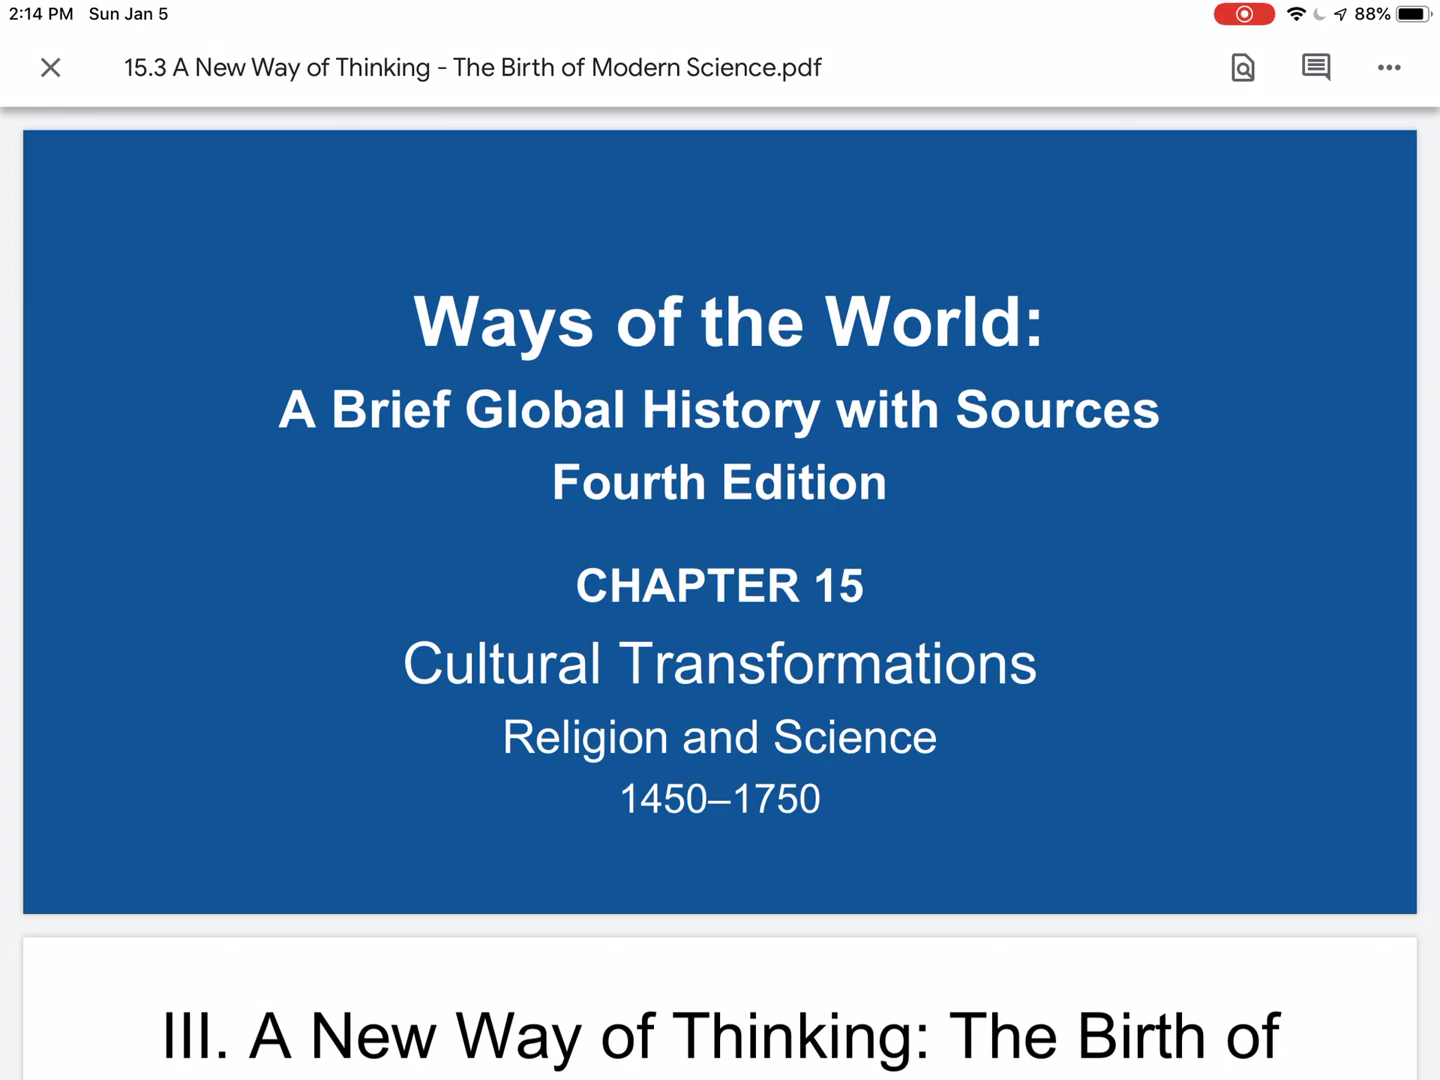 2:14 PM Sun Jan 5 88%
15.3 A New Way of Thinking - The Birth of Modern Science.pdf
Ways of the World:
A Brief Global History with Sources
Fourth Edition
CHAPTER 15
Cultural Transformations
Religion and Science
1450–1750
III. A New Way of Thinking: The Birth of